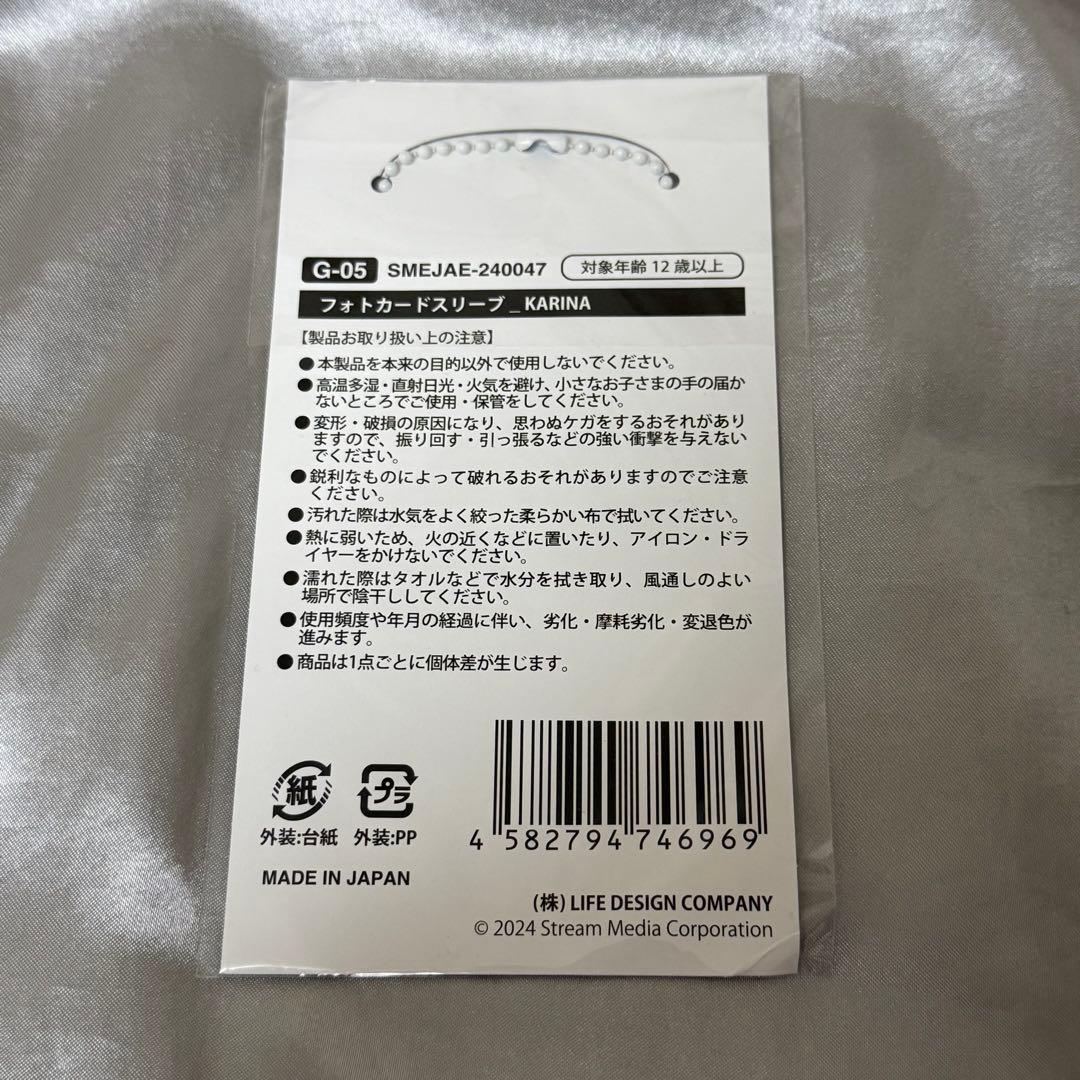 G-05 SMEJAE-240047 対象年齢 12 歳以上
フォトカードスリーブ _ KARINA
【製品お取り扱い上の注意】
●本製品を本来の目的以外で使用しないでください。
●高温多湿・直射日光・火気を避け、小さなお子さまの手の届か
ないところでご使用・保管をしてください。
●変形・破損の原因になり、思わぬケガをするおそれがあり
ますので、振り回す・引っ張るなどの強い衝撃を与えない
でください。
●鋭利なものによって破れるおそれがありますのでご注意
ください。
●汚れた際は水気をよく絞った柔らかい布で拭いてください。
●熱に弱いため、火の近くなどに置いたり、アイロン・ドラ
イヤーをかけないでください。
●濡れた際はタオルなどで水分を拭き取り、風通しのよい
場所で陰干ししてください。
●使用頻度や年月の経過に伴い、劣化・摩耗劣化・変退色が
進みます。
●商品は1点ごとに個体差が生じます。
紙 プラ
外装:台紙 外装:PP
4 582794 746969
MADE IN JAPAN
(株) LIFE DESIGN COMPANY
© 2024 Stream Media Corporation